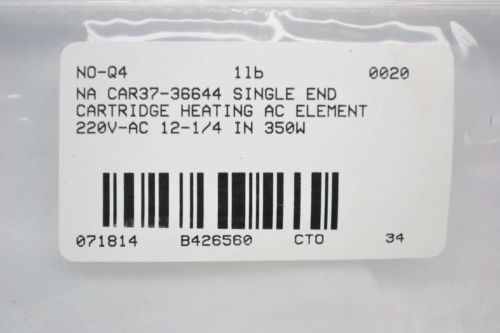 NO-Q4 1lb 0020
NA CAR37-36644 SINGLE END
CARTRIDGE HEATING AC ELEMENT
220V-AC 12-1/4 IN 350W
071814 B426560 CTO 34